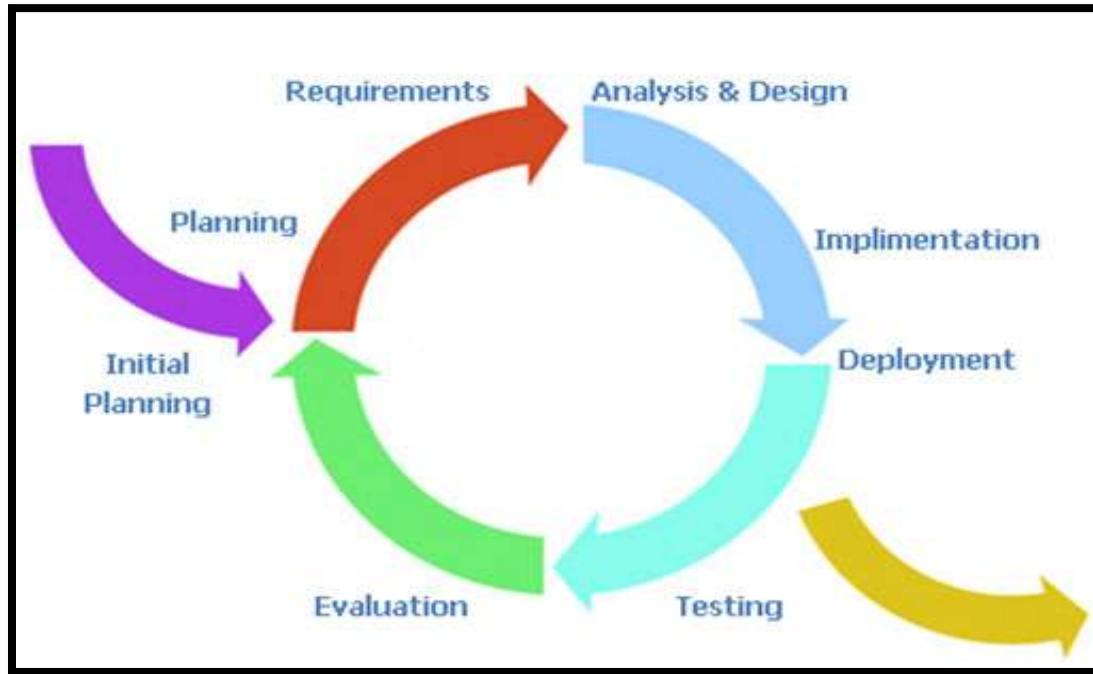 Requirements
Analysis & Design
Planning
Implimentation
Initial
Planning
Deployment
Evaluation
Testing